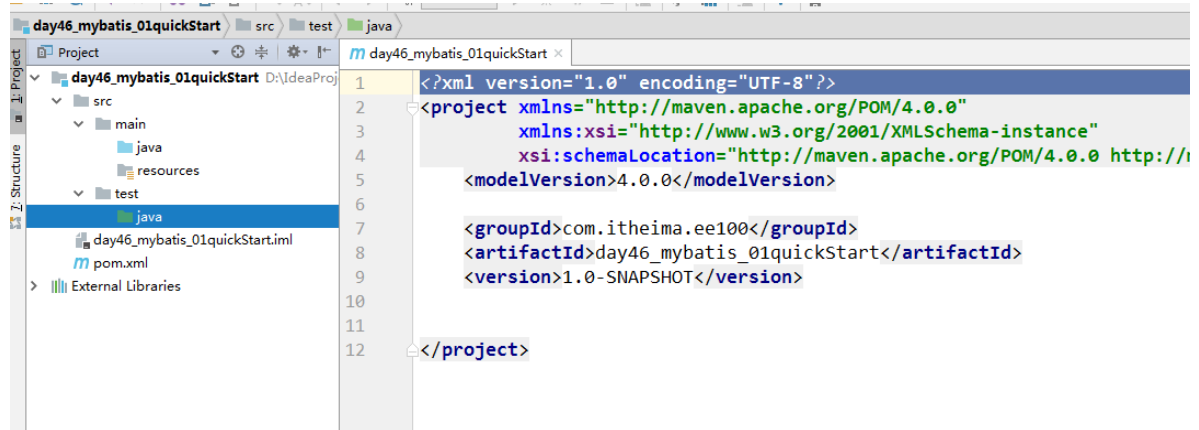 day46_mybatis_01quickStart src test java
Project
m day46_mybatis_01quickStart
1: Project
7: Structure
day46_mybatis_01quickStart D:\IdeaProj
src
main
java
resources
test
java
day46_mybatis_01quickStart.iml
m pom.xml
External Libraries
1 <?xml version="1.0" encoding="UTF-8"?>
2 <project xmlns="http://maven.apache.org/POM/4.0.0"
3 xmlns:xsi="http://www.w3.org/2001/XMLSchema-instance"
4 xsi:schemaLocation="http://maven.apache.org/POM/4.0.0 http://
5 <modelVersion>4.0.0</modelVersion>
6
7 <groupId>com.itheima.ee100</groupId>
8 <artifactId>day46_mybatis_01quickStart</artifactId>
9 <version>1.0-SNAPSHOT</version>
10
11
12 </project>